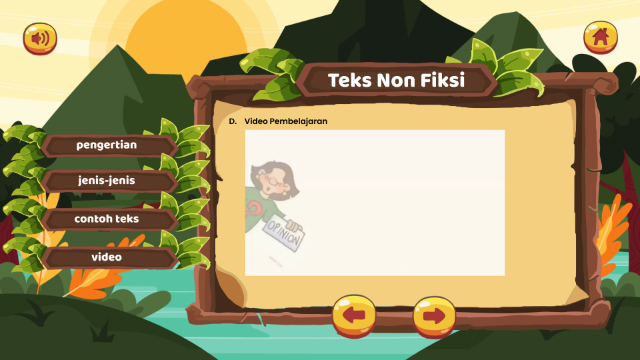 Teks Non Fiksi
D. Video Pembelajaran
pengertian
jenis-jenis
contoh teks
video
OPINION